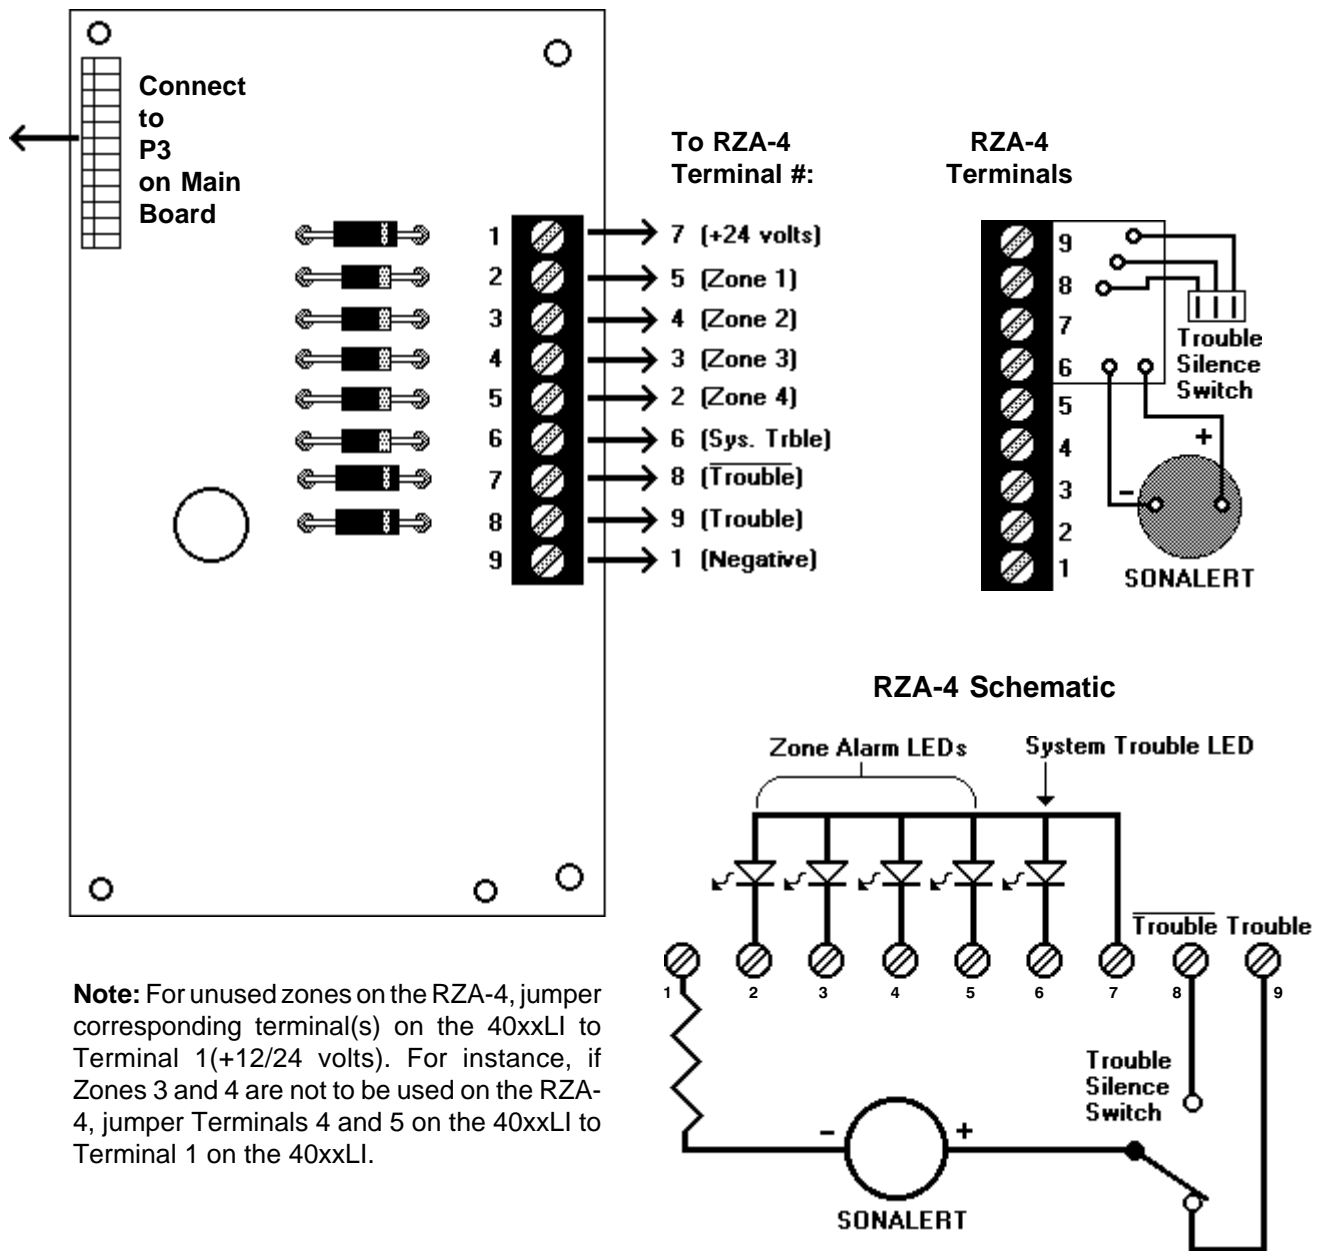 Connect
to
P3
on Main
Board
To RZA-4
Terminal #:
1 7 (+24 volts)
2 5 (Zone 1)
3 4 (Zone 2)
4 3 (Zone 3)
5 2 (Zone 4)
6 6 (Sys. Trble)
7 8 (Trouble)
8 9 (Trouble)
9 1 (Negative)
RZA-4
Terminals
9
8
7
6
5
4
3
2
1
Trouble
Silence
Switch
+
–
SONALERT
RZA-4 Schematic
Zone Alarm LEDs
System Trouble LED
Trouble Trouble
1 2 3 4 5 6 7 8 9
Trouble
Silence
Switch
– +
SONALERT
Note: For unused zones on the RZA-4, jumper
corresponding terminal(s) on the 40xxLI to
Terminal 1(+12/24 volts). For instance, if
Zones 3 and 4 are not to be used on the RZA-
4, jumper Terminals 4 and 5 on the 40xxLI to
Terminal 1 on the 40xxLI.